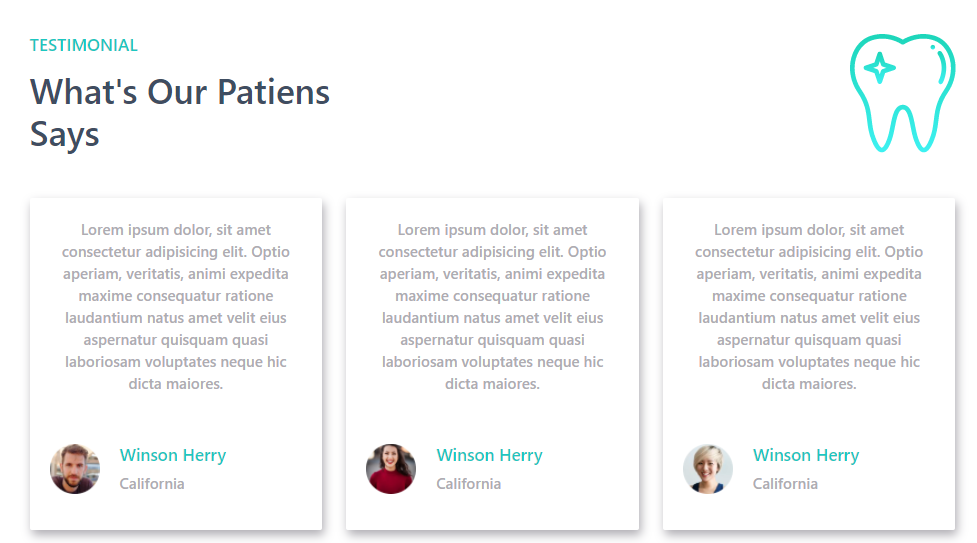 TESTIMONIAL
What's Our Patiens
Says
Lorem ipsum dolor, sit amet
consectetur adipisicing elit. Optio
aperiam, veritatis, animi expedita
maxime consequatur ratione
laudantium natus amet velit eius
aspernatur quisquam quasi
laboriosam voluptates neque hic
dicta maiores.
Winson Herry
California
Lorem ipsum dolor, sit amet
consectetur adipisicing elit. Optio
aperiam, veritatis, animi expedita
maxime consequatur ratione
laudantium natus amet velit eius
aspernatur quisquam quasi
laboriosam voluptates neque hic
dicta maiores.
Winson Herry
California
Lorem ipsum dolor, sit amet
consectetur adipisicing elit. Optio
aperiam, veritatis, animi expedita
maxime consequatur ratione
laudantium natus amet velit eius
aspernatur quisquam quasi
laboriosam voluptates neque hic
dicta maiores.
Winson Herry
California